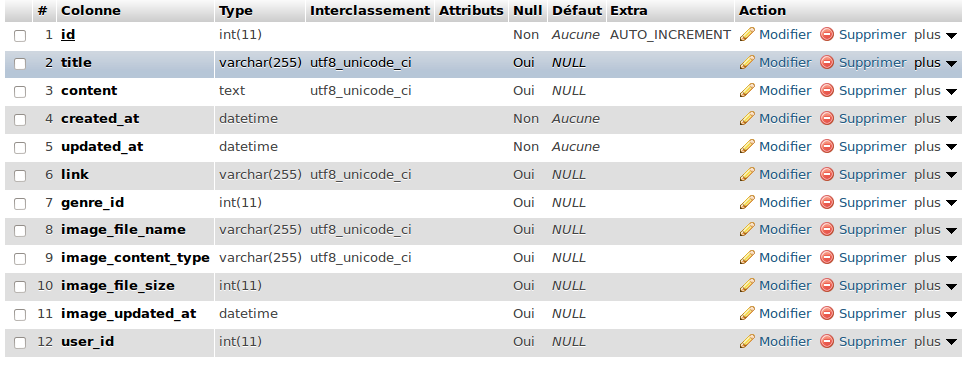 # Colonne Type Interclassement Attributs Null Défaut Extra Action
1 id int(11) Non Aucune AUTO_INCREMENT Modifier Supprimer plus
2 title varchar(255) utf8_unicode_ci Oui NULL Modifier Supprimer plus
3 content text utf8_unicode_ci Oui NULL Modifier Supprimer plus
4 created_at datetime Non Aucune Modifier Supprimer plus
5 updated_at datetime Non Aucune Modifier Supprimer plus
6 link varchar(255) utf8_unicode_ci Oui NULL Modifier Supprimer plus
7 genre_id int(11) Oui NULL Modifier Supprimer plus
8 image_file_name varchar(255) utf8_unicode_ci Oui NULL Modifier Supprimer plus
9 image_content_type varchar(255) utf8_unicode_ci Oui NULL Modifier Supprimer plus
10 image_file_size int(11) Oui NULL Modifier Supprimer plus
11 image_updated_at datetime Oui NULL Modifier Supprimer plus
12 user_id int(11) Oui NULL Modifier Supprimer plus